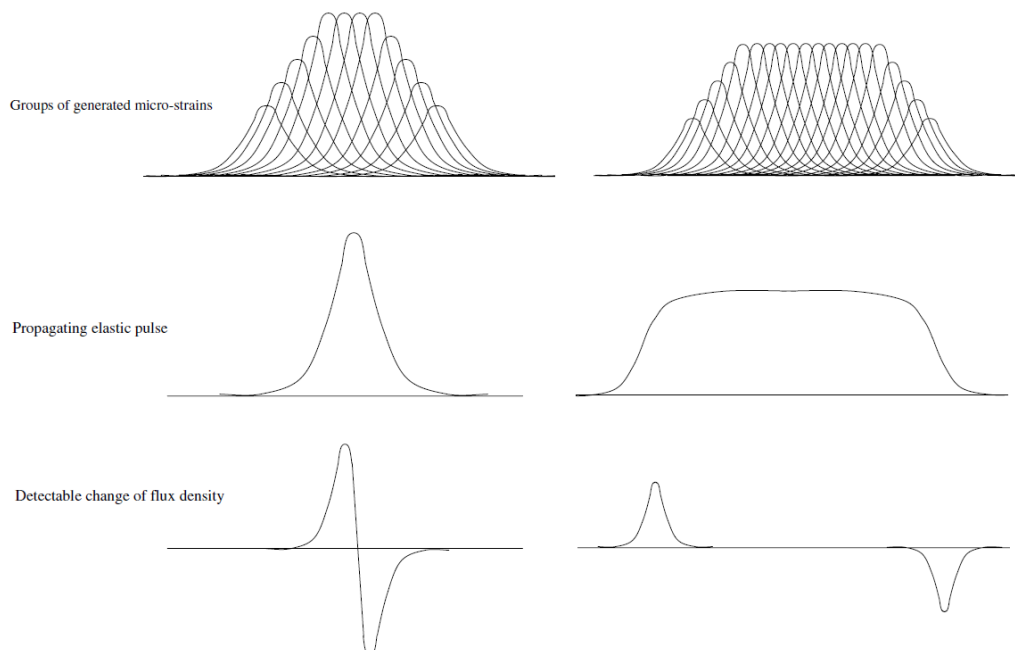 Groups of generated micro-strains
Propagating elastic pulse
Detectable change of flux density